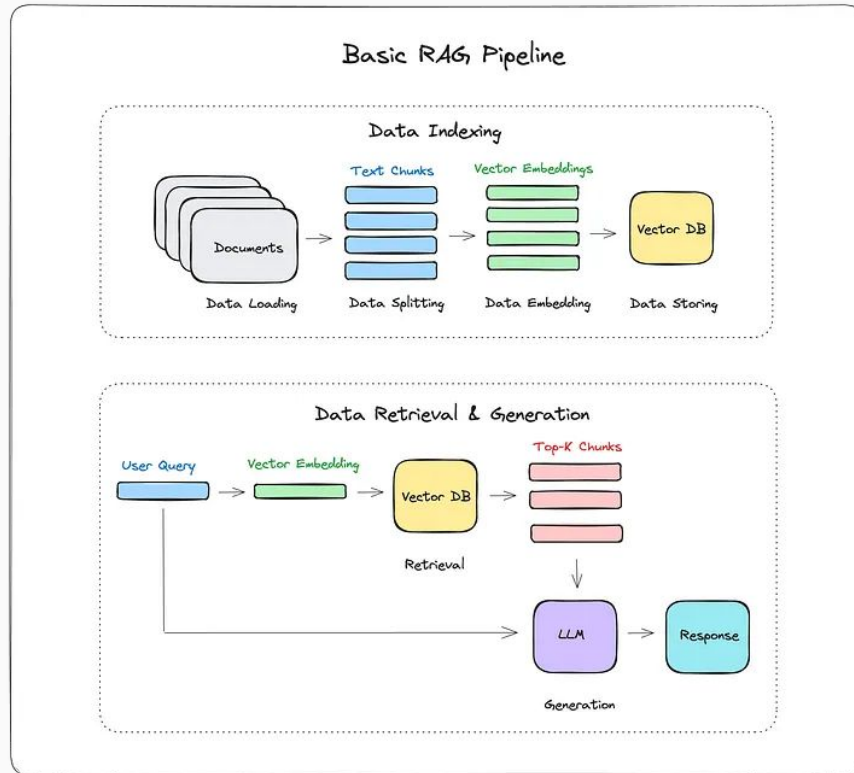 Basic RAG Pipeline
Data Indexing
Text Chunks
Vector Embeddings
Documents
Vector DB
Data Loading
Data Splitting
Data Embedding
Data Storing
Data Retrieval & Generation
User Query
Vector Embedding
Top-K Chunks
Vector DB
Retrieval
LLM
Response
Generation